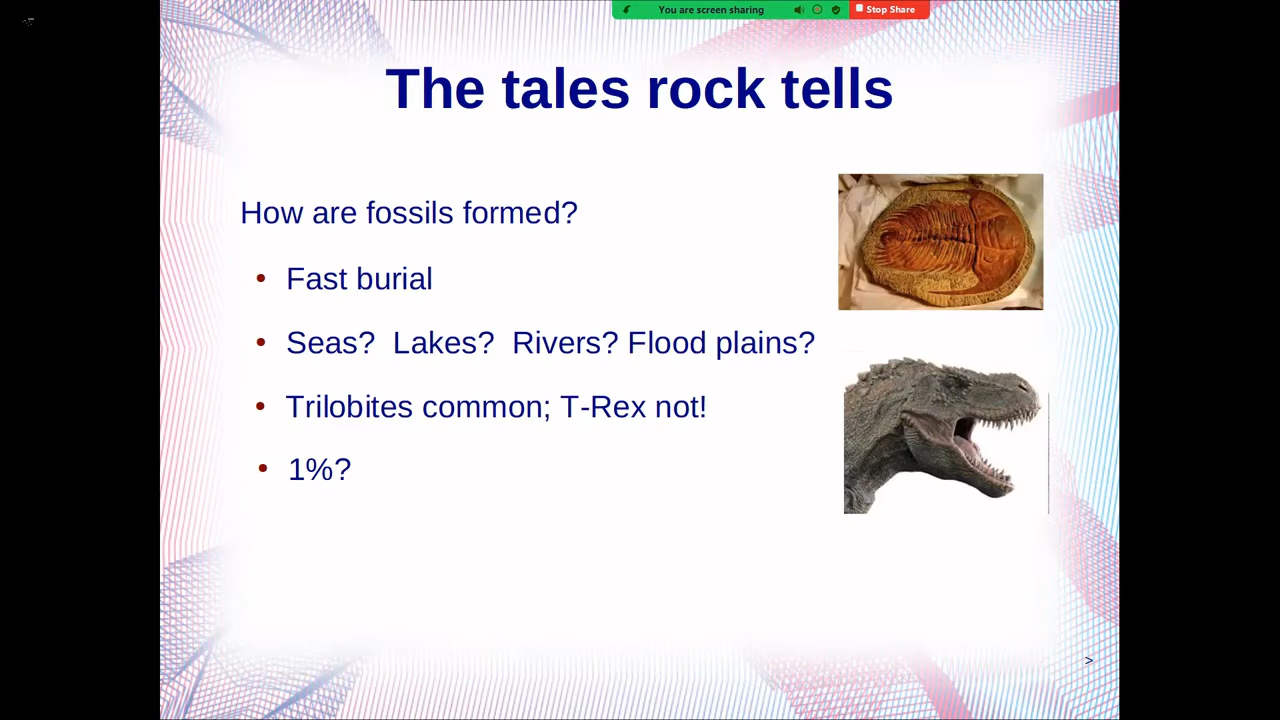 You are screen sharing
Stop Share
The tales rock tells
How are fossils formed?
• Fast burial
• Seas?  Lakes?  Rivers? Flood plains?
• Trilobites common; T-Rex not!
• 1%?
>